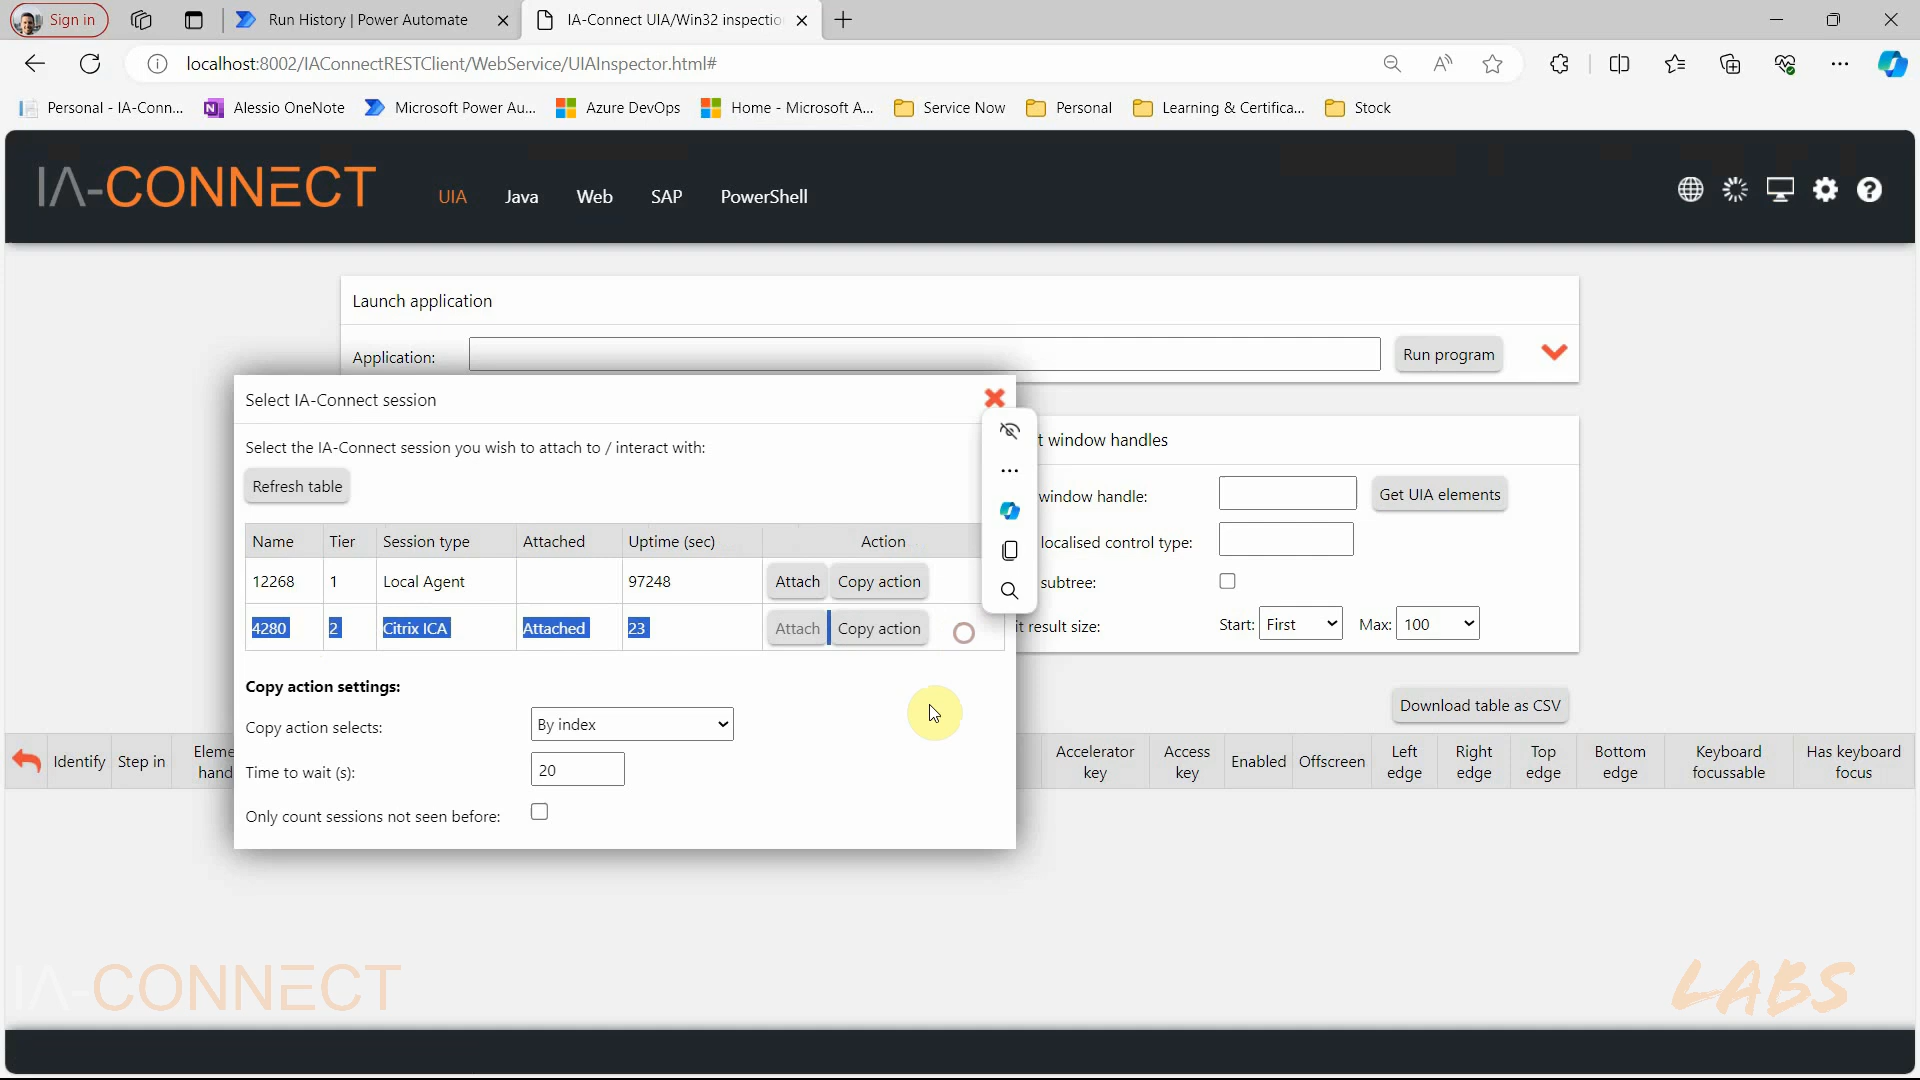 Sign in
Run History | Power Automate
IA-Connect UIA/Win32 inspectio
localhost:8002/IAConnectRESTClient/WebService/UIAInspector.html#
Personal - IA-Conn...
Alessio OneNote
Microsoft Power Au...
Azure DevOps
Home - Microsoft A...
Service Now
Personal
Learning & Certifica...
Stock
IA-CONNECT
UIA
Java
Web
SAP
PowerShell
Launch application
Application:
Run program
Select IA-Connect session
Select the IA-Connect session you wish to attach to / interact with:
Refresh table
Name Tier Session type Attached Uptime (sec) Action
12268 1 Local Agent 97248 Attach Copy action
4280 2 Citrix ICA Attached 23 Attach Copy action
Copy action settings:
Copy action selects: By index
Time to wait (s): 20
Only count sessions not seen before:
t window handles
window handle:
Get UIA elements
localised control type:
subtree:
it result size:
Start: First
Max: 100
Download table as CSV
Identify
Step in
Eleme
hand
Accelerator
key
Access
key
Enabled
Offscreen
Left
edge
Right
edge
Top
edge
Bottom
edge
Keyboard
focussable
Has keyboard
focus
IA-CONNECT
LABS